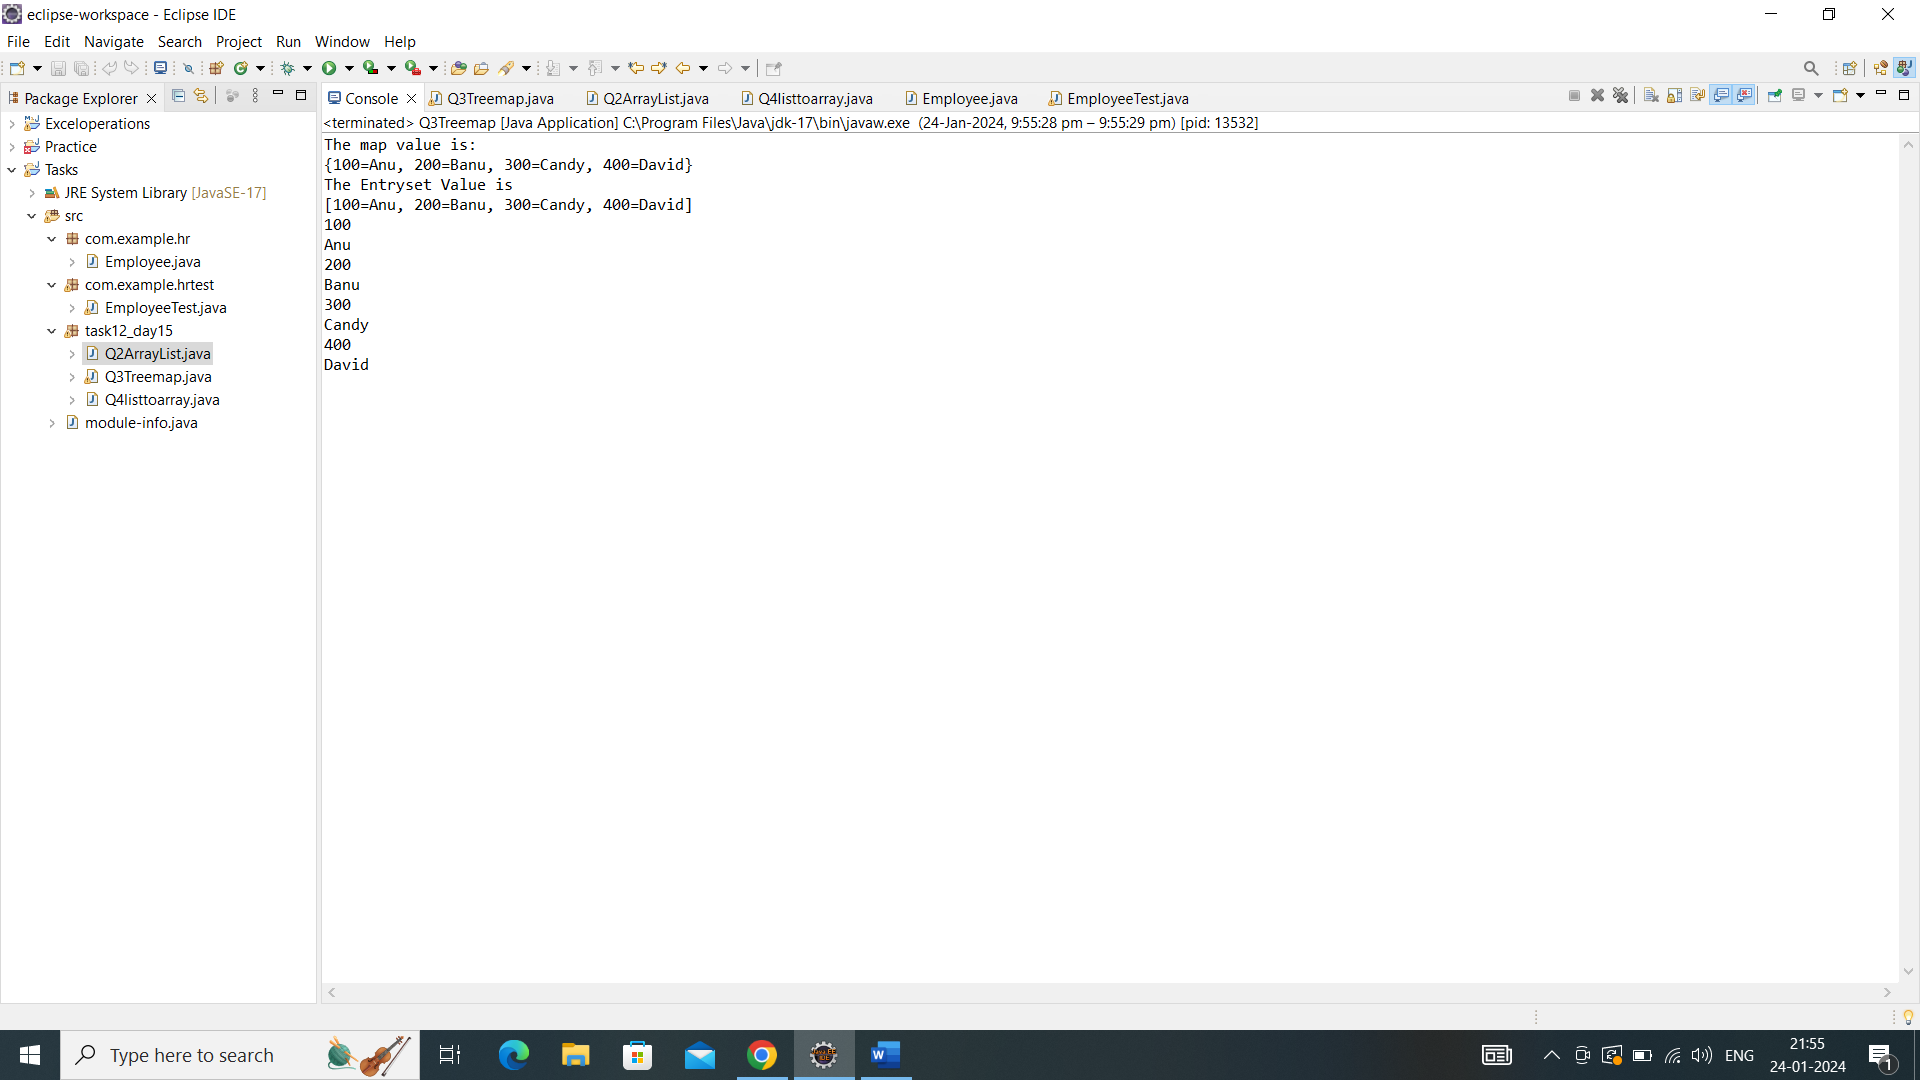 eclipse-workspace - Eclipse IDE
File Edit Navigate Search Project Run Window Help
Package Explorer
Exceloperations
Practice
Tasks
JRE System Library [JavaSE-17]
src
com.example.hr
Employee.java
com.example.hrtest
EmployeeTest.java
task12_day15
Q2ArrayList.java
Q3Treemap.java
Q4listtoarray.java
module-info.java
Console Q3Treemap.java Q2ArrayList.java Q4listtoarray.java Employee.java EmployeeTest.java
<terminated> Q3Treemap [Java Application] C:\Program Files\Java\jdk-17\bin\javaw.exe (24-Jan-2024, 9:55:28 pm – 9:55:29 pm) [pid: 13532]
The map value is:
{100=Anu, 200=Banu, 300=Candy, 400=David}
The Entryset Value is
[100=Anu, 200=Banu, 300=Candy, 400=David]
100
Anu
200
Banu
300
Candy
400
David
Type here to search
ENG
21:55
24-01-2024
1